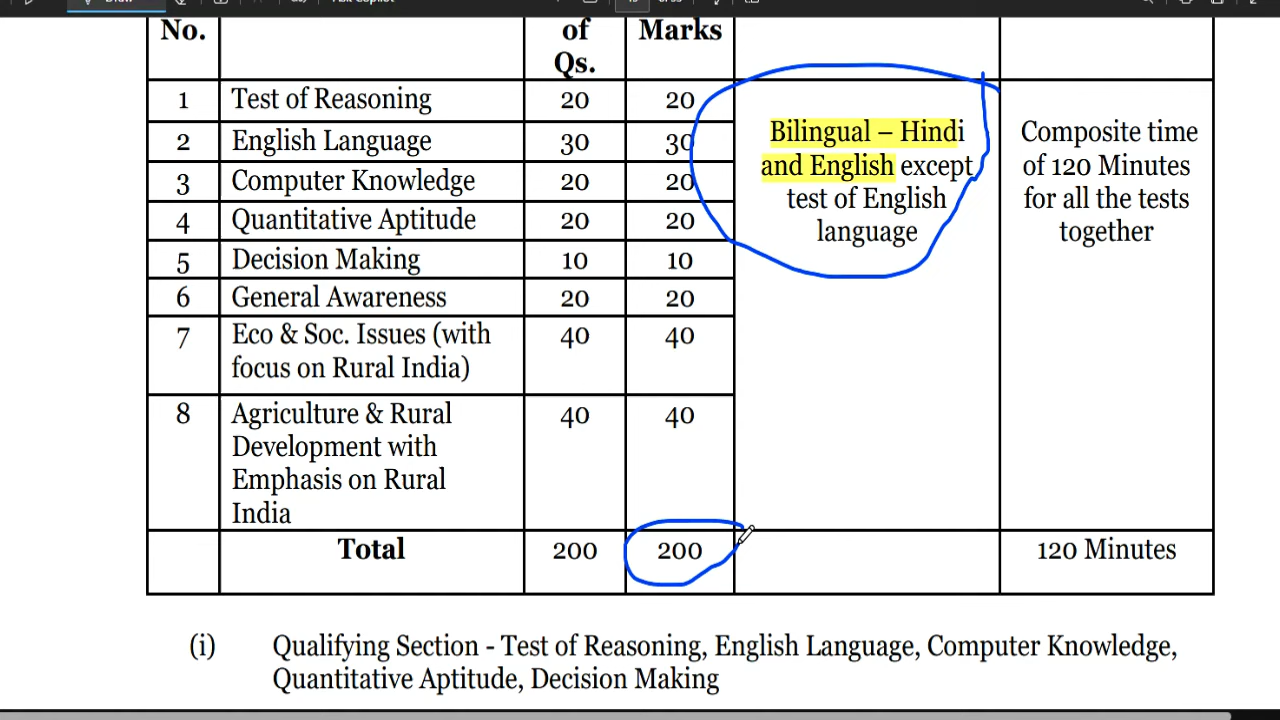 No. of Marks
Qs.
1 Test of Reasoning 20 20
2 English Language 30 30
3 Computer Knowledge 20 20
4 Quantitative Aptitude 20 20
5 Decision Making 10 10
6 General Awareness 20 20
7 Eco & Soc. Issues (with 40 40
focus on Rural India)
8 Agriculture & Rural 40 40
Development with
Emphasis on Rural
India
Bilingual – Hindi
and English except
test of English
language
Composite time
of 120 Minutes
for all the tests
together
Total 200 200 120 Minutes
(i) Qualifying Section - Test of Reasoning, English Language, Computer Knowledge,
Quantitative Aptitude, Decision Making